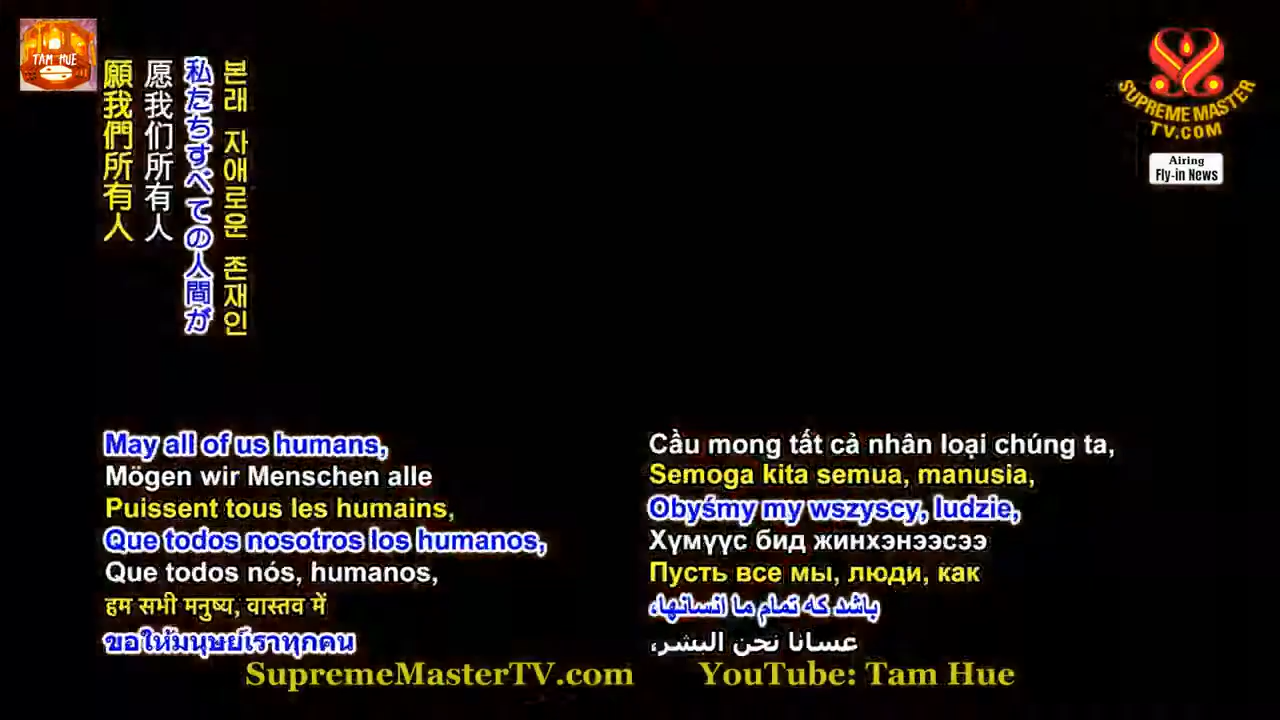 TAM HUE
SUPREME MASTER
TV.COM
Airing
Fly-in News
願我們所有人
愿我们所有人
私たちすべての人間が
본래 자애로운 존재인
May all of us humans,
Mögen wir Menschen alle
Puissent tous les humains,
Que todos nosotros los humanos,
Que todos nós, humanos,
हम सभी मनुष्य, वास्तव में
ขอให้มนุษย์เราทุกคน
Cầu mong tất cả nhân loại chúng ta,
Semoga kita semua, manusia,
Obyśmy my wszyscy, ludzie,
Хүмүүс бид жинхэнээсээ
Пусть все мы, люди, как
باشد که تمام ما انسانها،
عسانا نحن البشر،
SupremeMasterTV.com
YouTube: Tam Hue